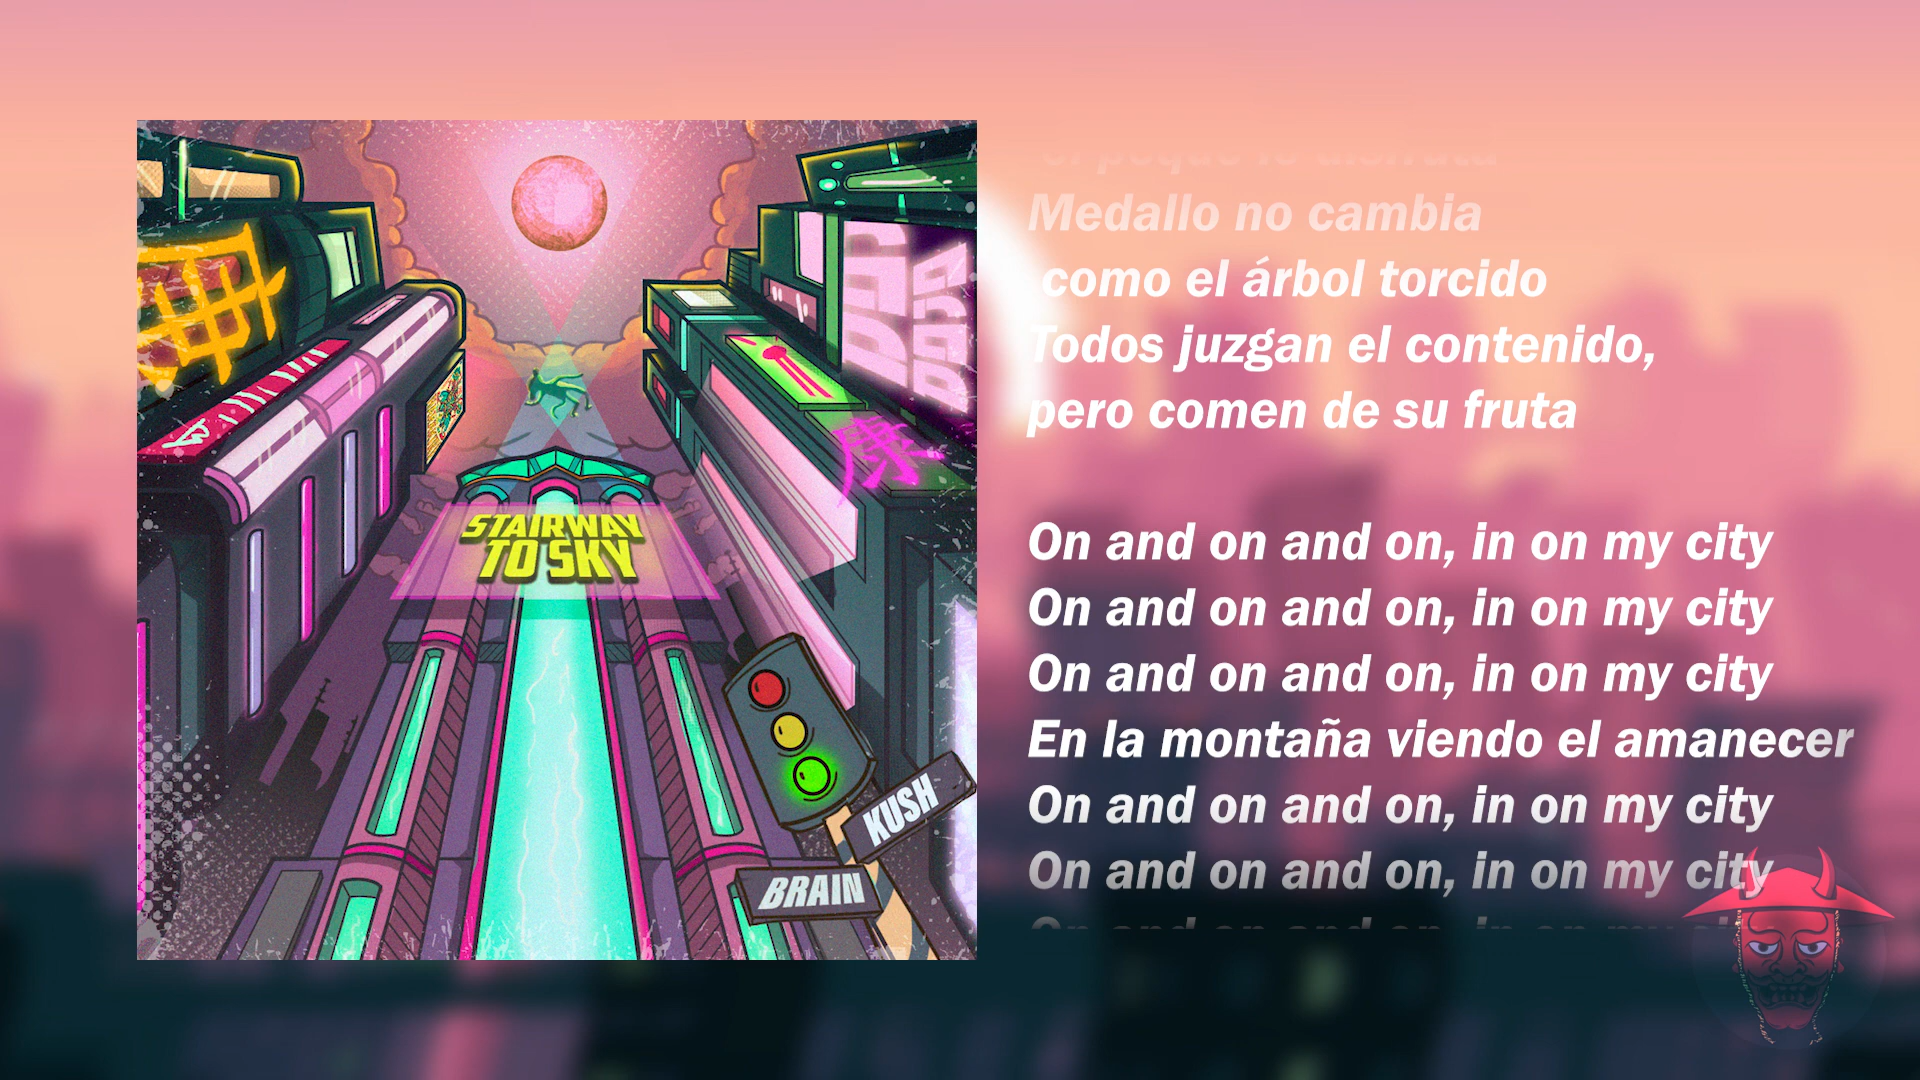 STAIRWAY
TO SKY
KUSH
BRAIN
Medallo no cambia
como el árbol torcido
Todos juzgan el contenido,
pero comen de su fruta
On and on and on, in on my city
On and on and on, in on my city
On and on and on, in on my city
En la montaña viendo el amanecer
On and on and on, in on my city
On and on and on, in on my city